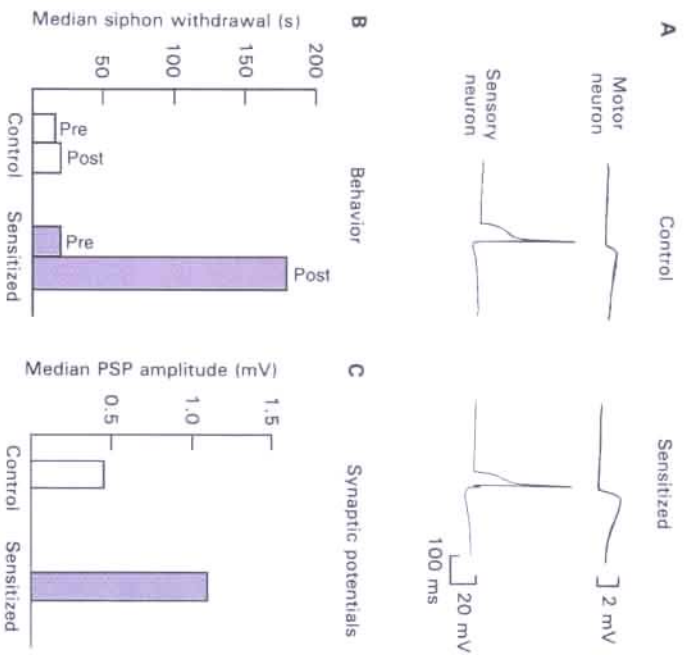 A
Control
Sensitized
Motor
neuron
Sensory
neuron
2 mV
20 mV
100 ms
B
Behavior
Median siphon withdrawal (s)
200
150
100
50
Pre
Post
Pre
Post
Control
Sensitized
C
Synaptic potentials
Median PSP amplitude (mV)
1.5
1.0
0.5
Control
Sensitized